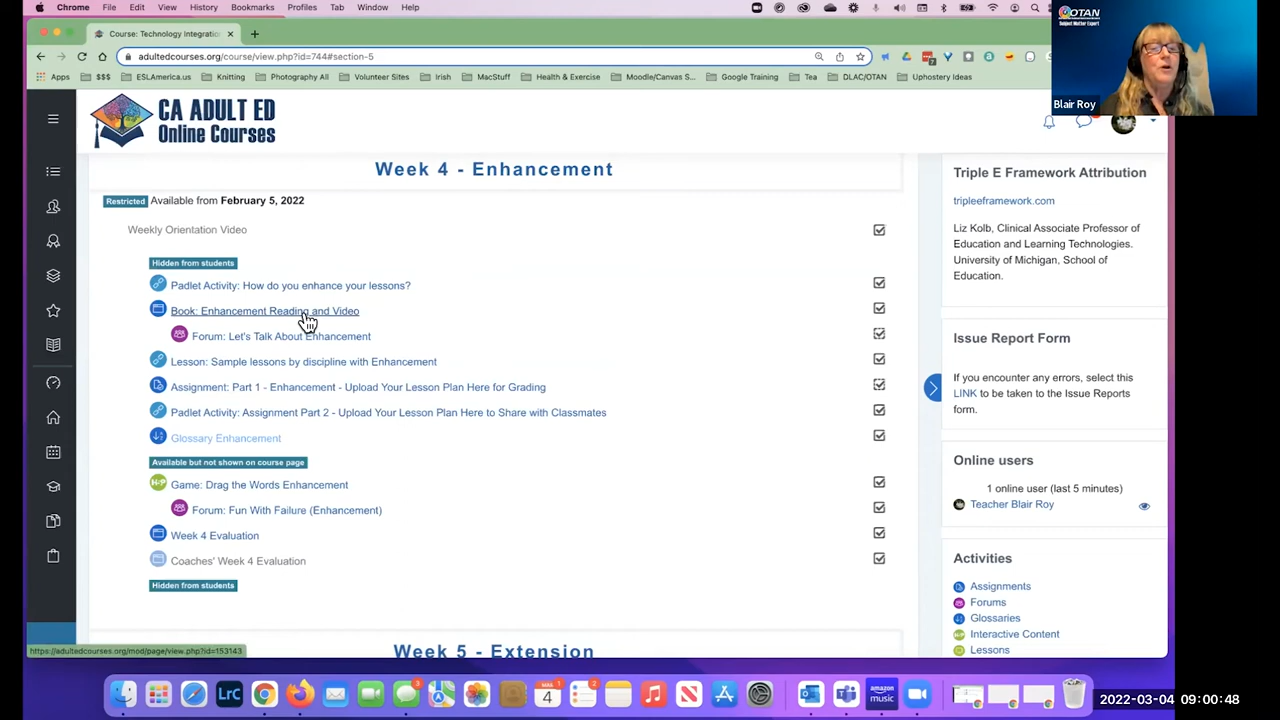 Chrome File Edit View History Bookmarks Profiles Tab Window Help
OTAN
Subject Matter Expert
Course: Technology Integratio
adultedcourses.org/course/view.php?id=744#section-5
Apps $$$ ESLAmerica.us Knitting Photography All Volunteer Sites Irish MacStuff Health & Exercise Moodle/Canvas S... Google Training Tea DLAC/OTAN Uphostery Ideas
Blair Roy
CA ADULT ED
Online Courses
Week 4 - Enhancement
Restricted Available from February 5, 2022
Weekly Orientation Video
Hidden from students
Padlet Activity: How do you enhance your lessons?
Book: Enhancement Reading and Video
Forum: Let's Talk About Enhancement
Lesson: Sample lessons by discipline with Enhancement
Assignment: Part 1 - Enhancement - Upload Your Lesson Plan Here for Grading
Padlet Activity: Assignment Part 2 - Upload Your Lesson Plan Here to Share with Classmates
Glossary Enhancement
Available but not shown on course page
H-P Game: Drag the Words Enhancement
Forum: Fun With Failure (Enhancement)
Week 4 Evaluation
Coaches' Week 4 Evaluation
Hidden from students
Week 5 - Extension
Triple E Framework Attribution
tripleeframework.com
Liz Kolb, Clinical Associate Professor of
Education and Learning Technologies.
University of Michigan, School of
Education.
Issue Report Form
If you encounter any errors, select this
LINK to be taken to the Issue Reports
form.
Online users
1 online user (last 5 minutes)
Teacher Blair Roy
Activities
Assignments
Forums
Glossaries
H-P Interactive Content
Lessons
https://adultedcourses.org/mod/page/view.php?id=153143
LrC
3
MAR
4
2
amazon
music
2022-03-04 09:00:48